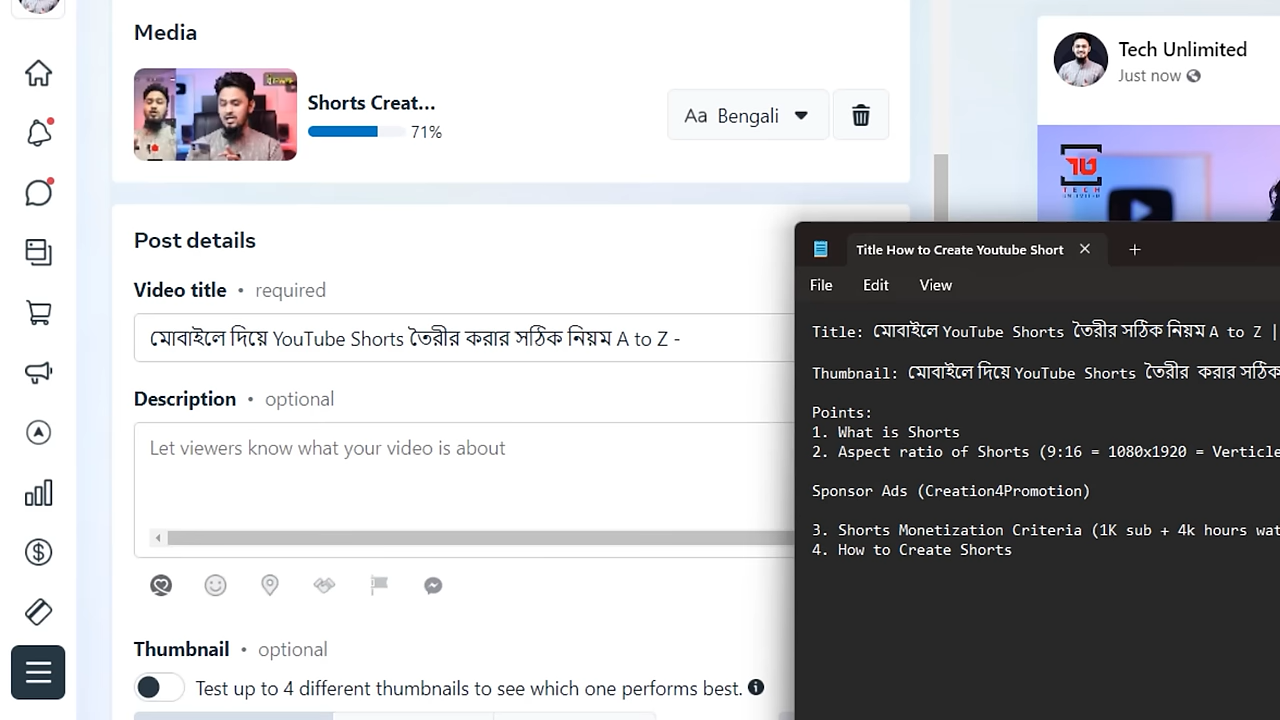 Media
Shorts Creat...
71%
Aa Bengali
Post details
Video title • required
মোবাইলে দিয়ে YouTube Shorts তৈরীর করার সঠিক নিয়ম A to Z -
Description • optional
Let viewers know what your video is about
Thumbnail • optional
Test up to 4 different thumbnails to see which one performs best.
Tech Unlimited
Just now
TU
TECH
Title How to Create Youtube Short
File Edit View
Title: মোবাইলে YouTube Shorts তৈরীর সঠিক নিয়ম A to Z |
Thumbnail: মোবাইলে দিয়ে YouTube Shorts তৈরীর করার সঠিক
Points:
1. What is Shorts
2. Aspect ratio of Shorts (9:16 = 1080x1920 = Verticle
Sponsor Ads (Creation4Promotion)
3. Shorts Monetization Criteria (1K sub + 4k hours wat
4. How to Create Shorts